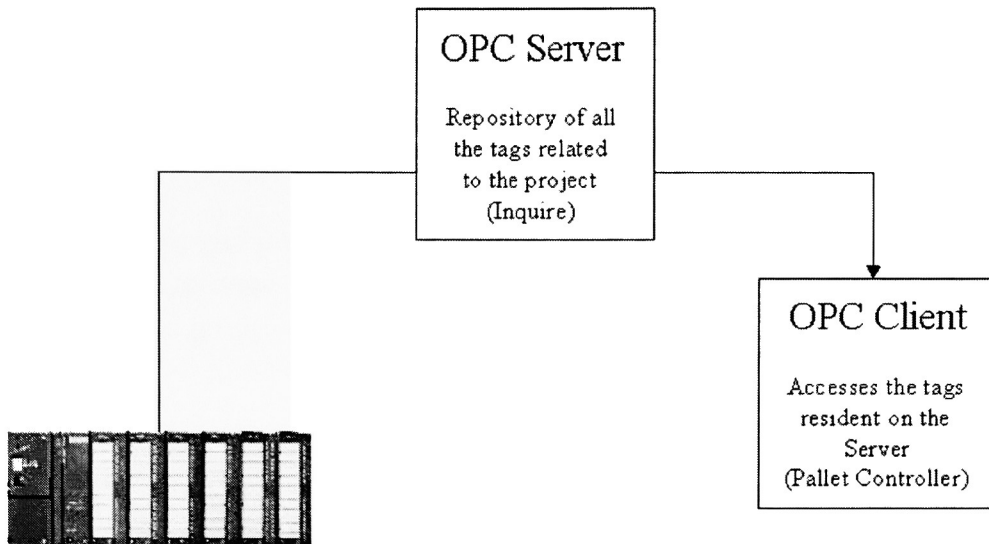 OPC Server
Repository of all
the tags related
to the project
(Inquire)
OPC Client
Accesses the tags
resident on the
Server
(Pallet Controller)